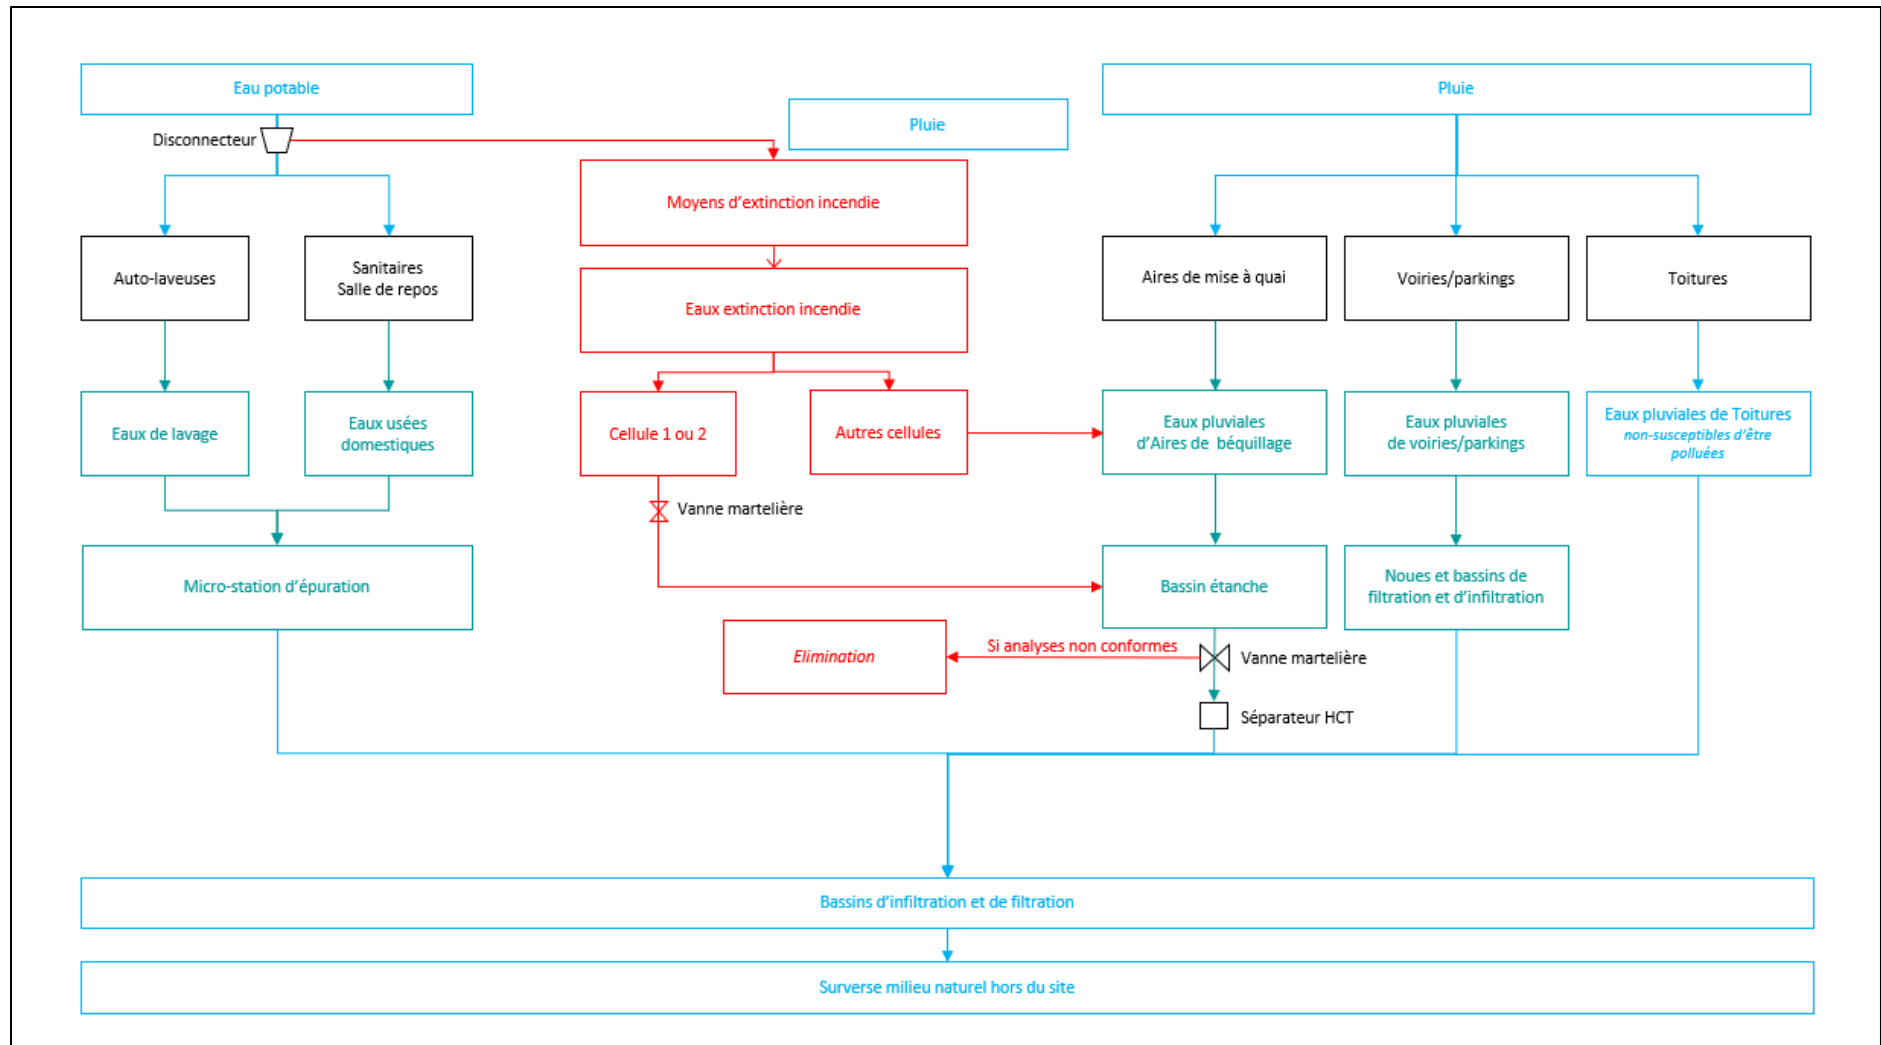 Eau potable
Pluie
Pluie
Disconnecteur
Moyens d’extinction incendie
Auto-laveuses
Sanitaires
Salle de repos
Aires de mise à quai
Voiries/parkings
Toitures
Eaux extinction incendie
Eaux de lavage
Eaux usées
domestiques
Cellule 1 ou 2
Autres cellules
Eaux pluviales
d’Aires de béquillage
Eaux pluviales
de voiries/parkings
Eaux pluviales de Toitures
non-susceptibles d’être
polluées
Vanne martelière
Micro-station d’épuration
Bassin étanche
Noues et bassins de
filtration et d’infiltration
Elimination
Si analyses non conformes
Vanne martelière
Séparateur HCT
Bassins d’infiltration et de filtration
Surverse milieu naturel hors du site